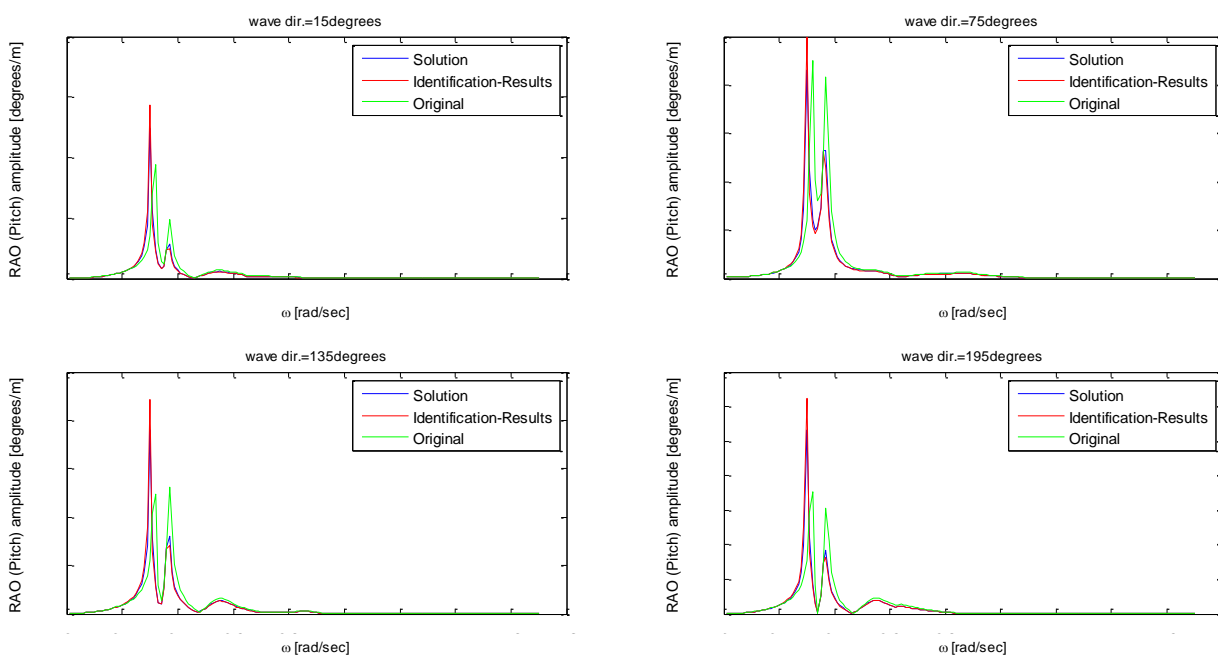 wave dir.=15degrees
RAO (Pitch) amplitude [degrees/m]
Solution
Identification-Results
Original
ω [rad/sec]
wave dir.=75degrees
RAO (Pitch) amplitude [degrees/m]
Solution
Identification-Results
Original
ω [rad/sec]
wave dir.=135degrees
RAO (Pitch) amplitude [degrees/m]
Solution
Identification-Results
Original
ω [rad/sec]
wave dir.=195degrees
RAO (Pitch) amplitude [degrees/m]
Solution
Identification-Results
Original
ω [rad/sec]